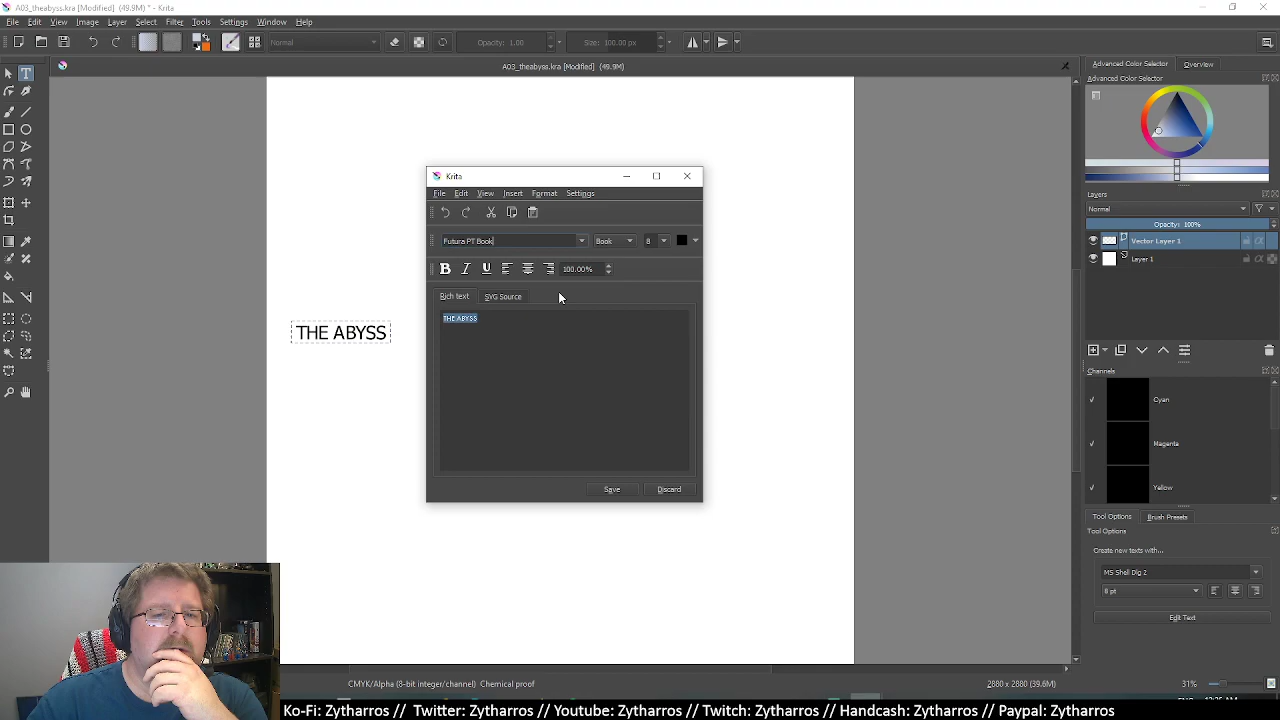 A03_theabyss.kra [Modified] (49.9M) * - Krita
File Edit View Image Layer Select Filter Tools Settings Window Help
Normal Opacity: 1.00 Size: 100.00 px
A03_theabyss.kra [Modified] (49.9M)
Advanced Color Selector Overview
Advanced Color Selector
Krita
File Edit View Insert Format Settings
Futura PT Book Book 8
B I U 100.00%
Rich text SVG Source
THE ABYSS
Save Discard
THE ABYSS
Layers
Normal
Opacity: 100%
Vector Layer 1
Layer 1
Channels
Cyan
Magenta
Yellow
Tool Options Brush Presets
Tool Options
Create new texts with...
MS Shell Dlg 2
8 pt
Edit Text
CMYK/Alpha (8-bit integer/channel) Chemical proof 2880 x 2880 (39.6M) 31%
Ko-Fi: Zytharros // Twitter: Zytharros // Youtube: Zytharros // Twitch: Zytharros // Handcash: Zytharros // Paypal: Zytharros